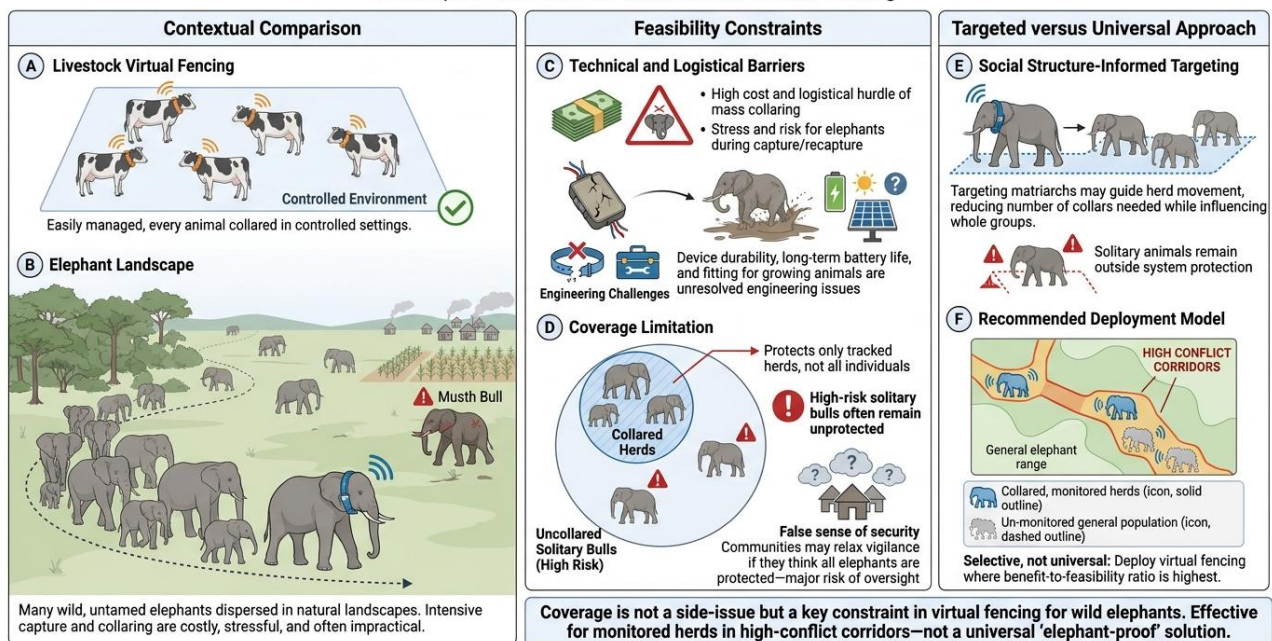 Contextual Comparison
A Livestock Virtual Fencing
Controlled Environment
Easily managed, every animal collared in controlled settings.
B Elephant Landscape
Musth Bull
Many wild, untamed elephants dispersed in natural landscapes. Intensive
capture and collaring are costly, stressful, and often impractical.
Feasibility Constraints
C Technical and Logistical Barriers
• High cost and logistical hurdle of
mass collaring
• Stress and risk for elephants
during capture/recapture
?
Engineering Challenges
Device durability, long-term battery life,
and fitting for growing animals are
unresolved engineering issues
D Coverage Limitation
Protects only tracked
herds, not all individuals
High-risk solitary
bulls often remain
unprotected
Collared
Herds
? ? ?
Uncollared
Solitary Bulls
(High Risk)
False sense of security
Communities may relax vigilance
if they think all elephants are
protected—major risk of oversight
Targeted versus Universal Approach
E Social Structure-Informed Targeting
Targeting matriarchs may guide herd movement,
reducing number of collars needed while influencing
whole groups.
Solitary animals remain
outside system protection
F Recommended Deployment Model
HIGH CONFLICT
CORRIDORS
General elephant
range
Collared, monitored herds (icon, solid
outline)
Un-monitored general population (icon,
dashed outline)
Selective, not universal: Deploy virtual fencing
where benefit-to-feasibility ratio is highest.
Coverage is not a side-issue but a key constraint in virtual fencing for wild elephants. Effective
for monitored herds in high-conflict corridors—not a universal ‘elephant-proof’ solution.